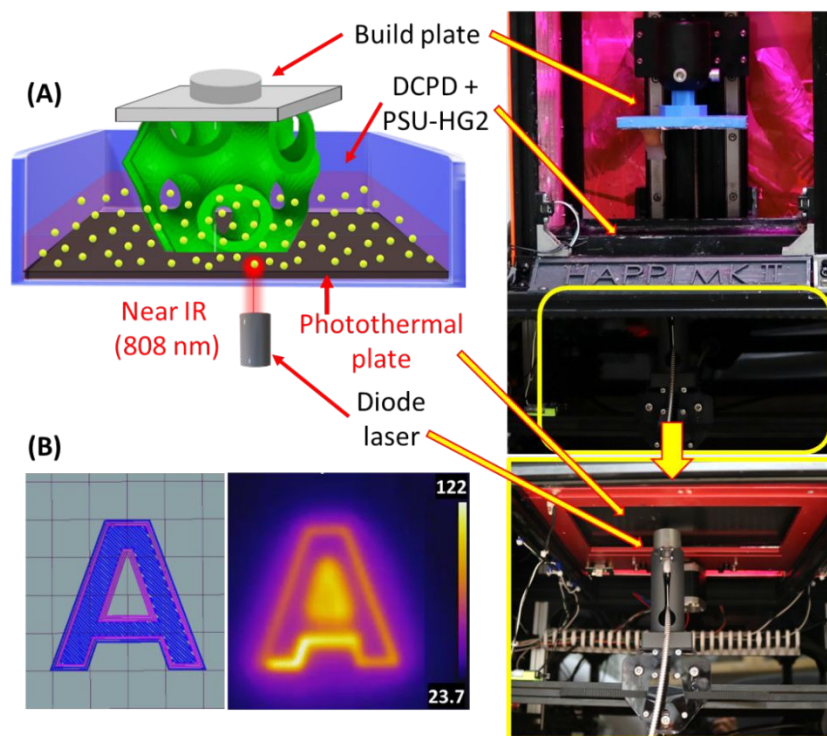 Build plate
(A)
DCPD +
PSU-HG2
HAPPI MK II
Near IR
(808 nm)
Photothermal
plate
Diode
laser
(B)
122
23.7